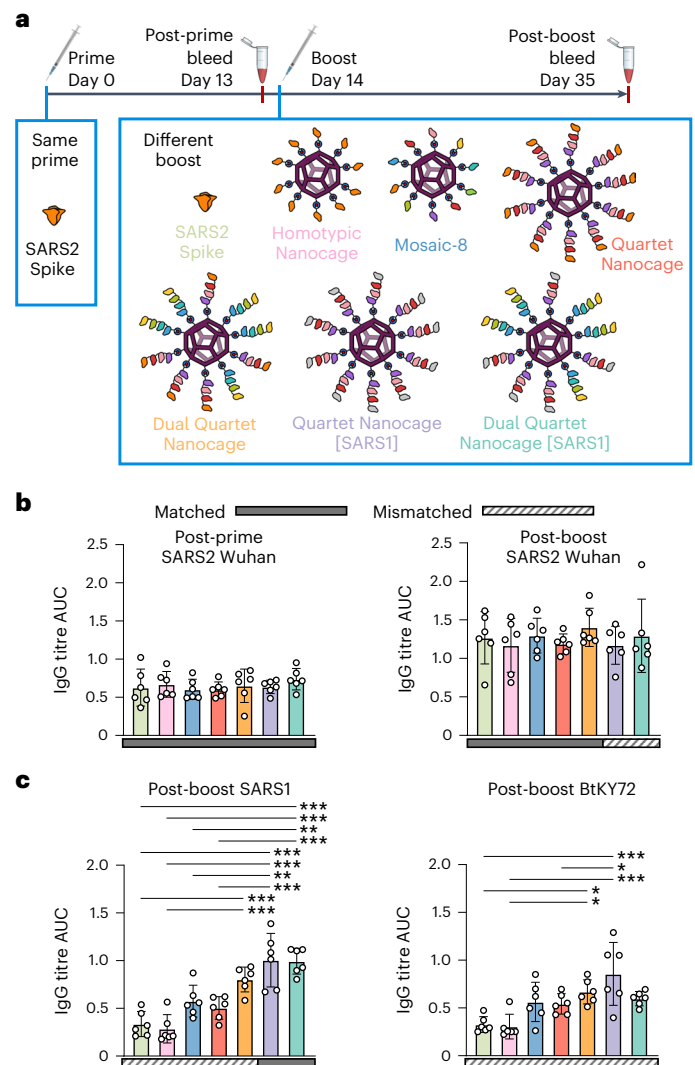 a
Prime
Day 0
Post-prime
bleed
Day 13
Boost
Day 14
Post-boost
bleed
Day 35
Same
prime
SARS2
Spike
Different
boost
SARS2
Spike
Homotypic
Nanocage
Mosaic-8
Quartet
Nanocage
Dual Quartet
Nanocage
Quartet Nanocage
[SARS1]
Dual Quartet
Nanocage [SARS1]
b
Matched
Mismatched
Post-prime
SARS2 Wuhan
IgG titre AUC
2.5
2.0
1.5
1.0
0.5
0
Post-boost
SARS2 Wuhan
IgG titre AUC
2.5
2.0
1.5
1.0
0.5
0
c
Post-boost SARS1
***
***
**
***
***
***
**
***
***
***
IgG titre AUC
2.0
1.5
1.0
0.5
0
Post-boost BtKY72
***
*
***
*
*
IgG titre AUC
2.0
1.5
1.0
0.5
0